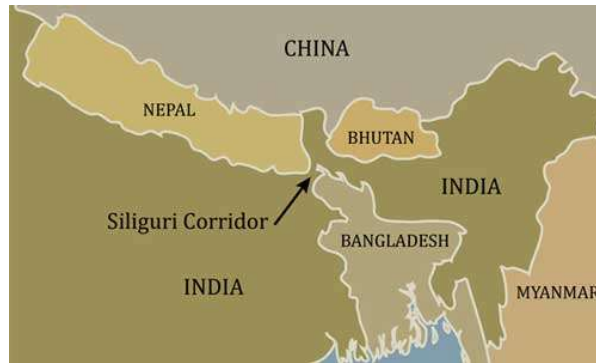 CHINA
NEPAL
BHUTAN
INDIA
Siliguri Corridor
BANGLADESH
INDIA
MYANMAR